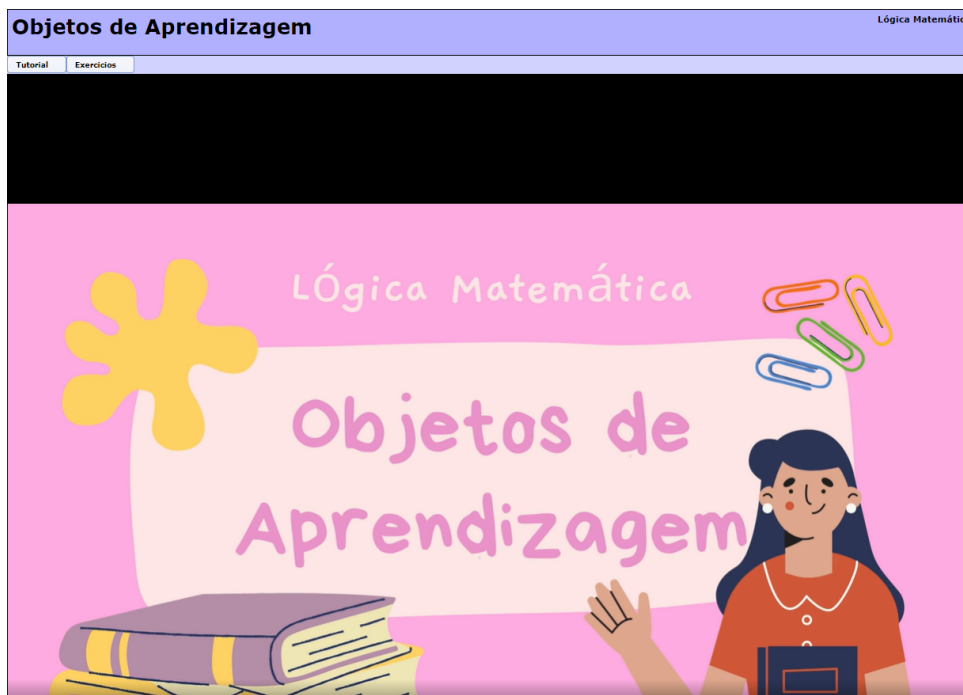 Objetos de Aprendizagem
Lógica Matemátic
Tutorial
Exercicios
LÓgica Matemática
Objetos de
Aprendizagem